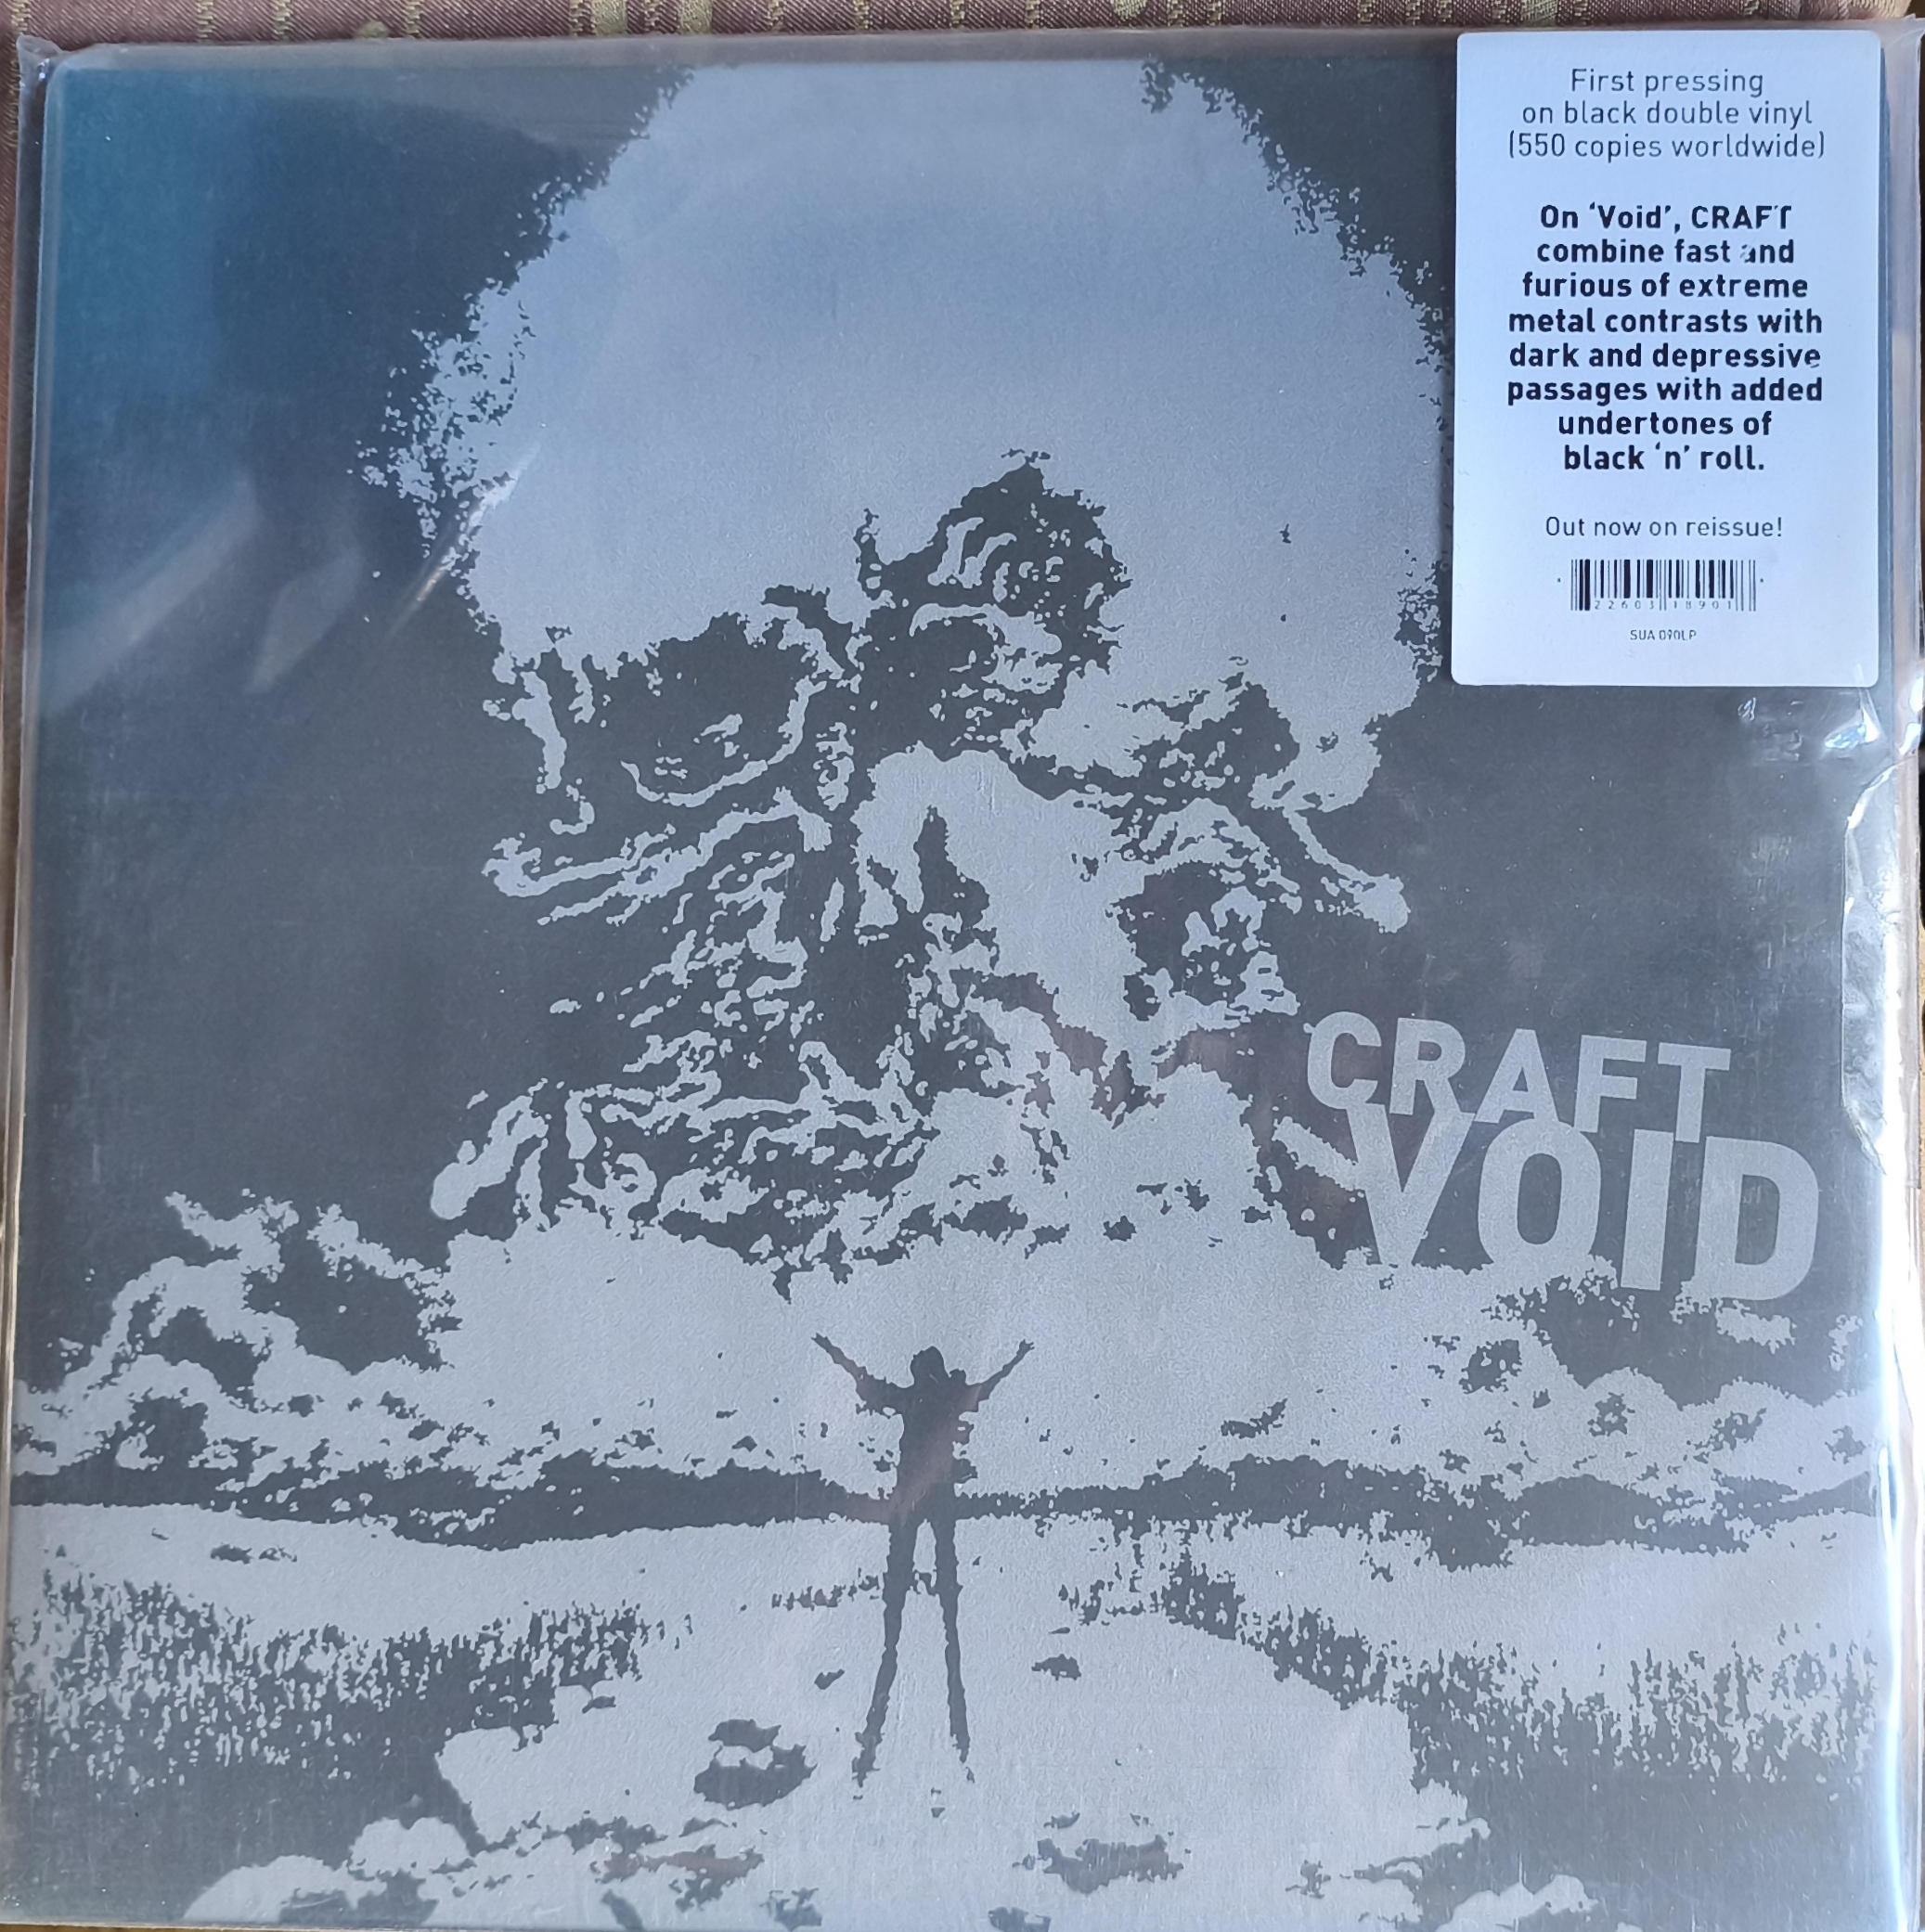 First pressing
on black double vinyl
(550 copies worldwide)
On ‘Void’, CRAFT
combine fast and
furious of extreme
metal contrasts with
dark and depressive
passages with added
undertones of
black ‘n’ roll.
Out now on reissue!
22603 18901
SUA 090LP
CRAFT
VOID